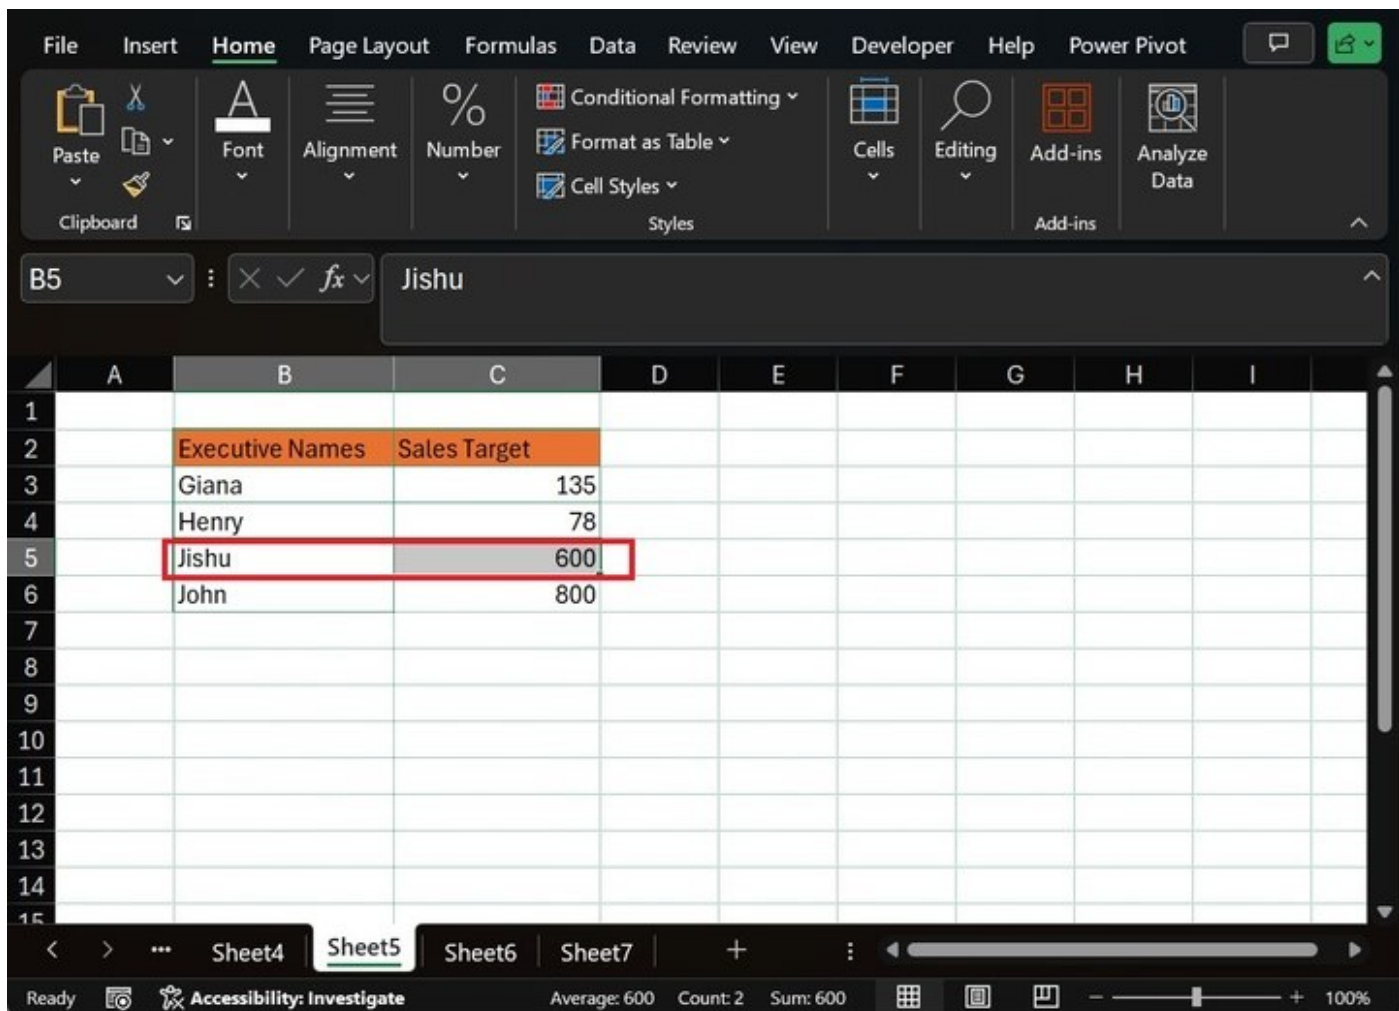 File Insert Home Page Layout Formulas Data Review View Developer Help Power Pivot
Paste
Clipboard
Font
Alignment
%
Number
Conditional Formatting
Format as Table
Cell Styles
Styles
Cells
Editing
Add-ins
Add-ins
Analyze
Data
B5 fx Jishu
A B C D E F G H I
1
2 Executive Names Sales Target
3 Giana 135
4 Henry 78
5 Jishu 600
6 John 800
7
8
9
10
11
12
13
14
15
Sheet4 Sheet5 Sheet6 Sheet7 +
Ready Accessibility: Investigate Average: 600 Count: 2 Sum: 600 - + 100%